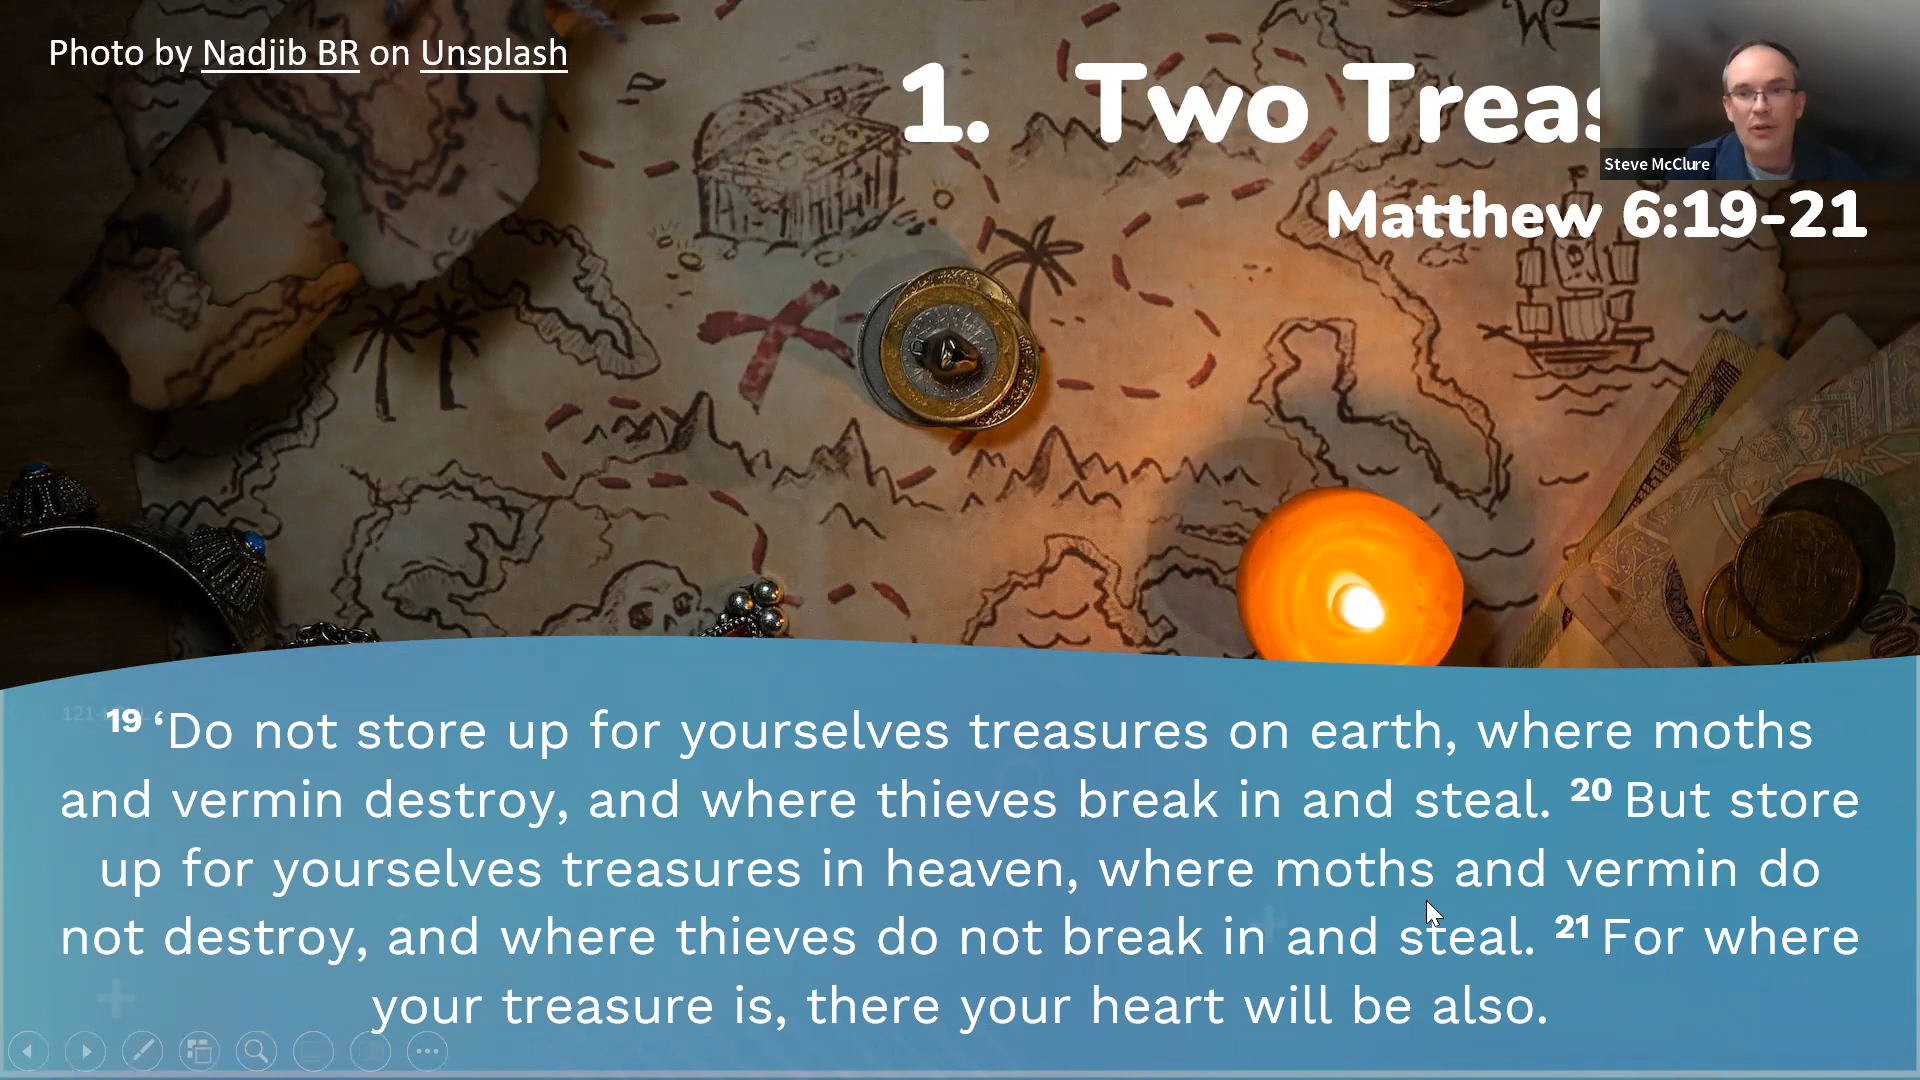 Photo by Nadjib BR on Unsplash
1. Two Treas
Steve McClure
Matthew 6:19-21
19 ‘Do not store up for yourselves treasures on earth, where moths
and vermin destroy, and where thieves break in and steal. 20 But store
up for yourselves treasures in heaven, where moths and vermin do
not destroy, and where thieves do not break in and steal. 21 For where
your treasure is, there your heart will be also.